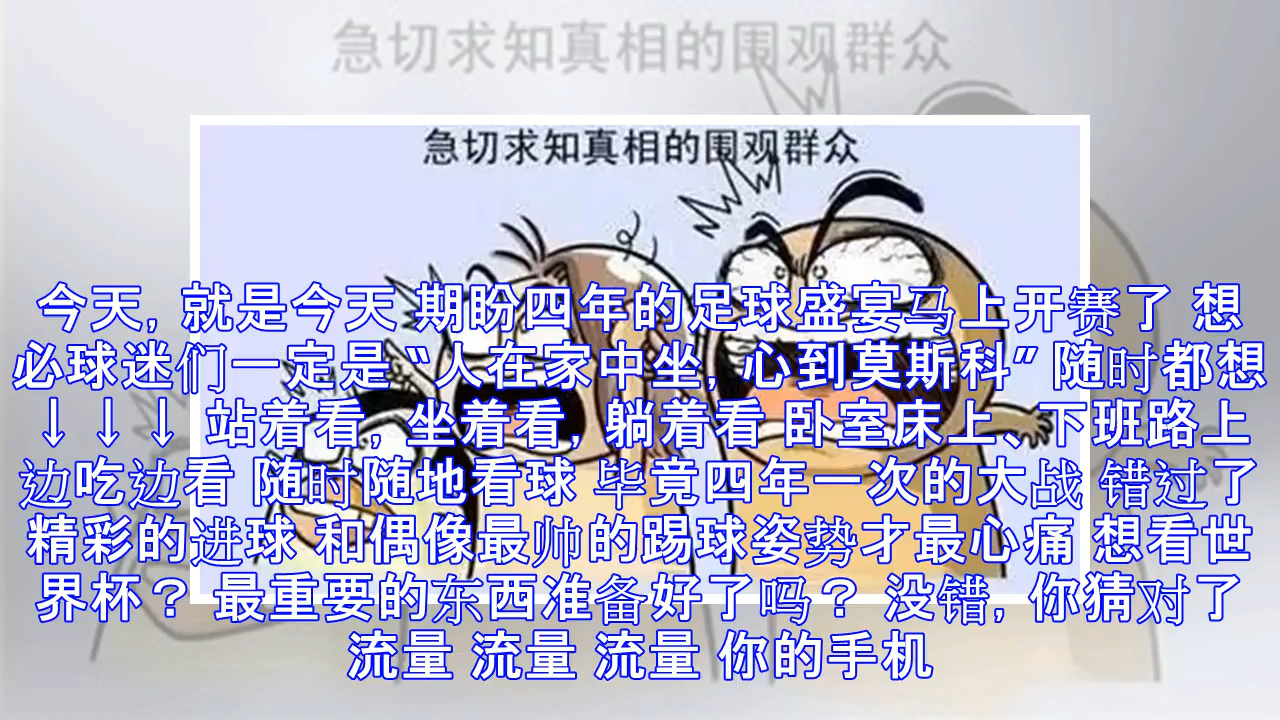 急切求知真相的围观群众
急切求知真相的围观群众
今天, 就是今天 期盼四年的足球盛宴马上开赛了 想
必球迷们一定是 “人在家中坐, 心到莫斯科” 随时都想
↓↓↓ 站着看, 坐着看, 躺着看 卧室床上、下班路上
边吃边看 随时随地看球 毕竟四年一次的大战 错过了
精彩的进球 和偶像最帅的踢球姿势才最心痛 想看世
界杯? 最重要的东西准备好了吗? 没错, 你猜对了
流量 流量 流量 你的手机